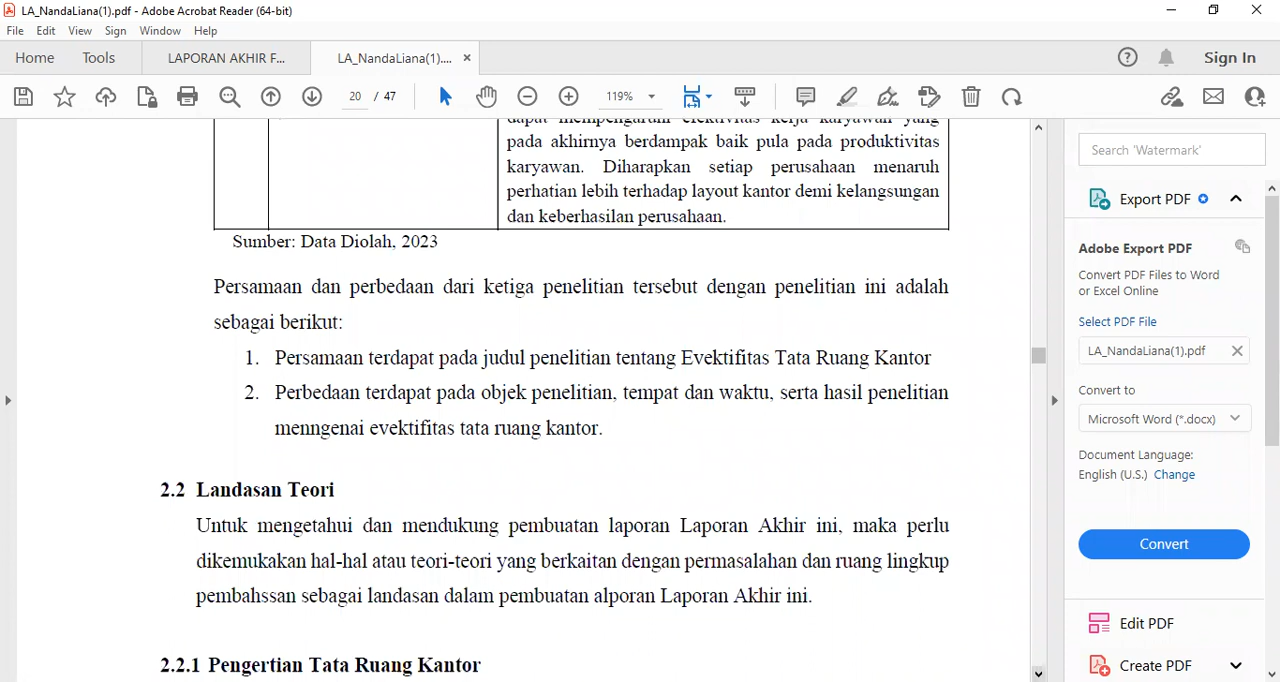 LA_NandaLiana(1).pdf - Adobe Acrobat Reader (64-bit)
File Edit View Sign Window Help
Home Tools LAPORAN AKHIR F... LA_NandaLiana(1).... × Sign In
20 / 47 119%
dapat mempengaruhi efektivitas kerja karyawan yang
pada akhirnya berdampak baik pula pada produktivitas
karyawan. Diharapkan setiap perusahaan menaruh
perhatian lebih terhadap layout kantor demi kelangsungan
dan keberhasilan perusahaan.
Sumber: Data Diolah, 2023
Persamaan dan perbedaan dari ketiga penelitian tersebut dengan penelitian ini adalah
sebagai berikut:
1. Persamaan terdapat pada judul penelitian tentang Evektifitas Tata Ruang Kantor
2. Perbedaan terdapat pada objek penelitian, tempat dan waktu, serta hasil penelitian
menngenai evektifitas tata ruang kantor.
2.2 Landasan Teori
Untuk mengetahui dan mendukung pembuatan laporan Laporan Akhir ini, maka perlu
dikemukakan hal-hal atau teori-teori yang berkaitan dengan permasalahan dan ruang lingkup
pembahssan sebagai landasan dalam pembuatan alporan Laporan Akhir ini.
2.2.1 Pengertian Tata Ruang Kantor
Search 'Watermark'
Export PDF
Adobe Export PDF
Convert PDF Files to Word
or Excel Online
Select PDF File
LA_NandaLiana(1).pdf
Convert to
Microsoft Word (*.docx)
Document Language:
English (U.S.) Change
Convert
Edit PDF
Create PDF